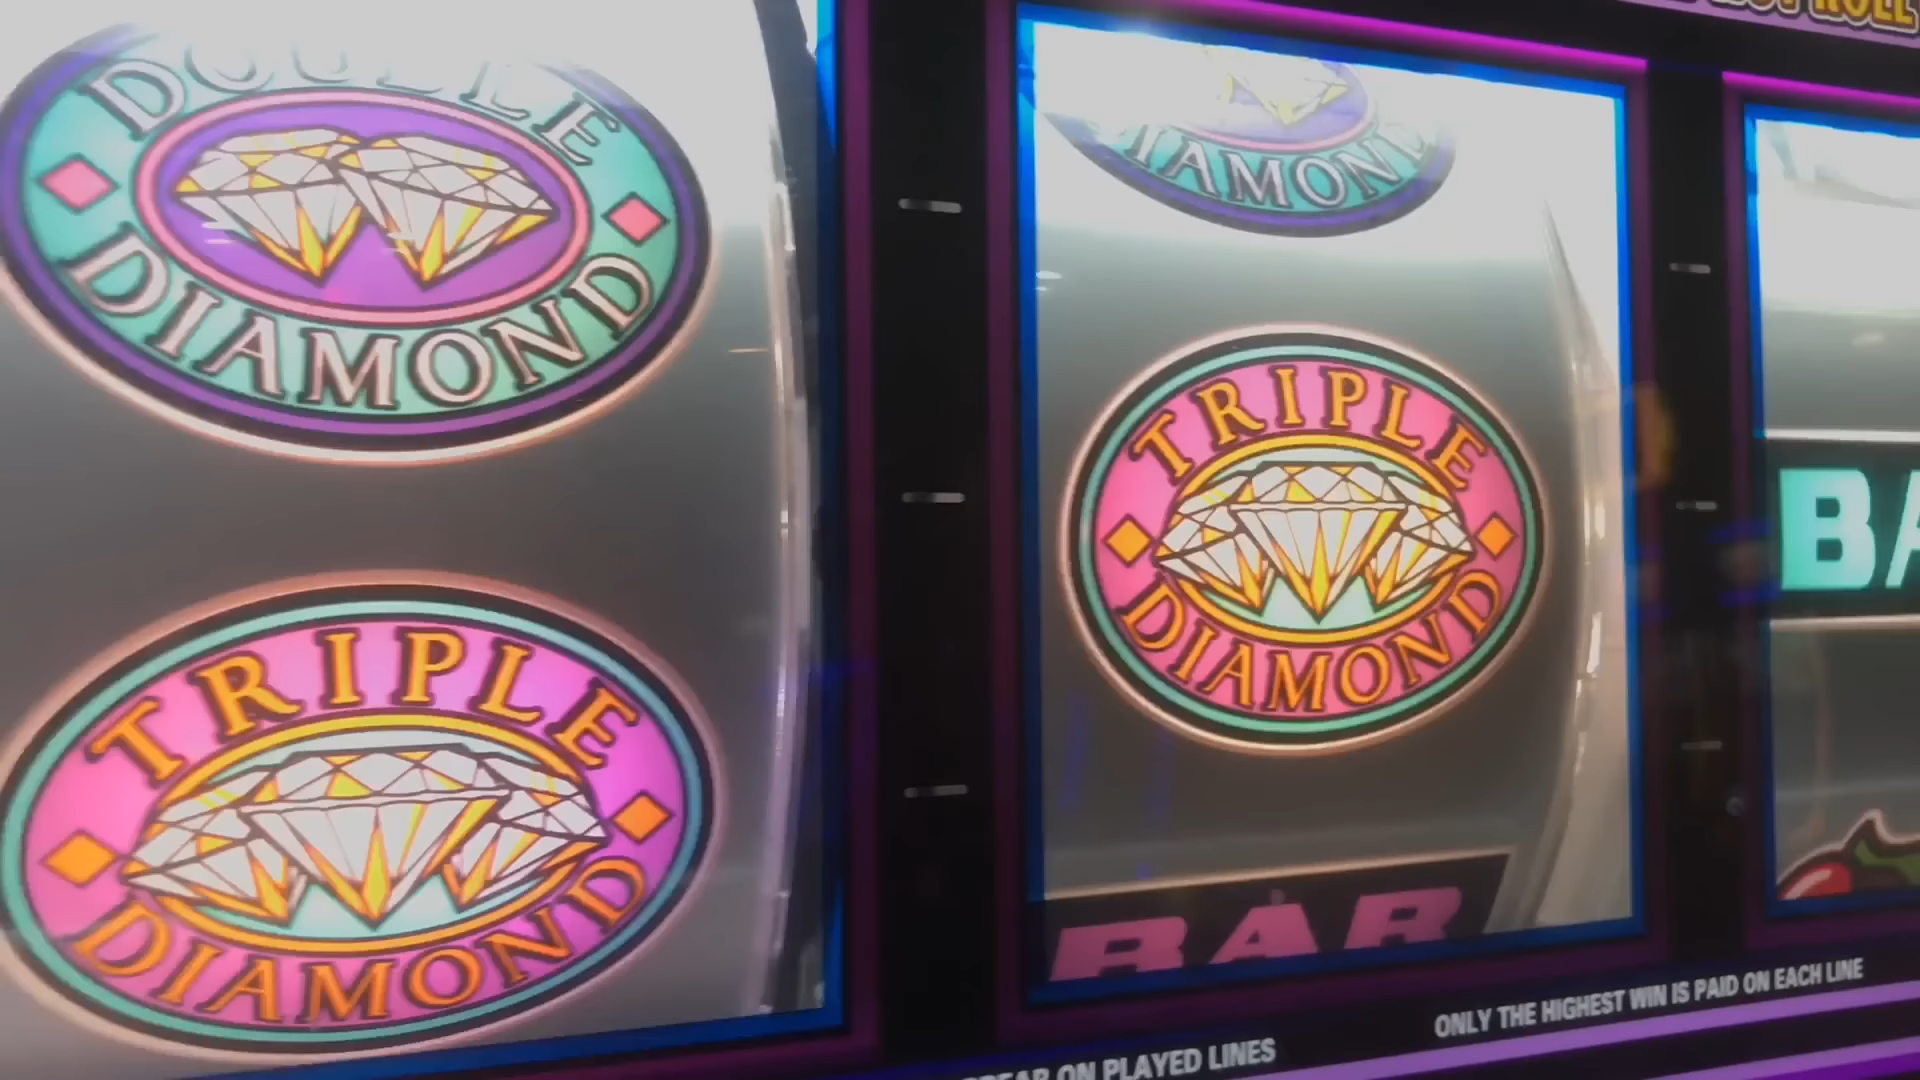 DOUBLE
DIAMOND
TRIPLE
DIAMOND
DIAMOND
TRIPLE
DIAMOND
BAR
ROLL
ONLY THE HIGHEST WIN IS PAID ON EACH LINE
ON PLAYED LINES